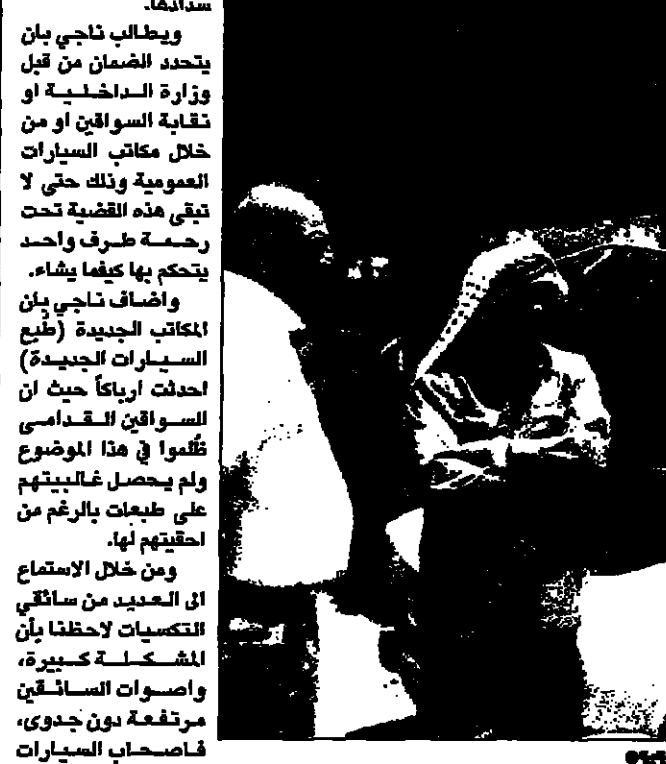 سدادها.
ويطالب ناجي بان
يتحدد الضمان من قبل
وزارة الداخلية او
نقابة السواقين او من
خلال مكاتب السيارات
العمومية وذلك حتى لا
تبقى هذه القضية تحت
رحمة طرف واحد
يتحكم بها كيفما يشاء.
واضاف ناجي بان
المكاتب الجديدة (طُبع
السيارات الجديدة)
احدثت ارباكاً حيث ان
السواقين القدامى
ظُلموا في هذا الموضوع
ولم يحصل غالبيتهم
على طبعات بالرغم من
احقيتهم لها.
ومن خلال الاستماع
الى العديد من سائقي
التكسيات لاحظنا بأن
المشكلة كبيرة،
واصوات السائقين
مرتفعة دون جدوى،
فاصحاب السيارات